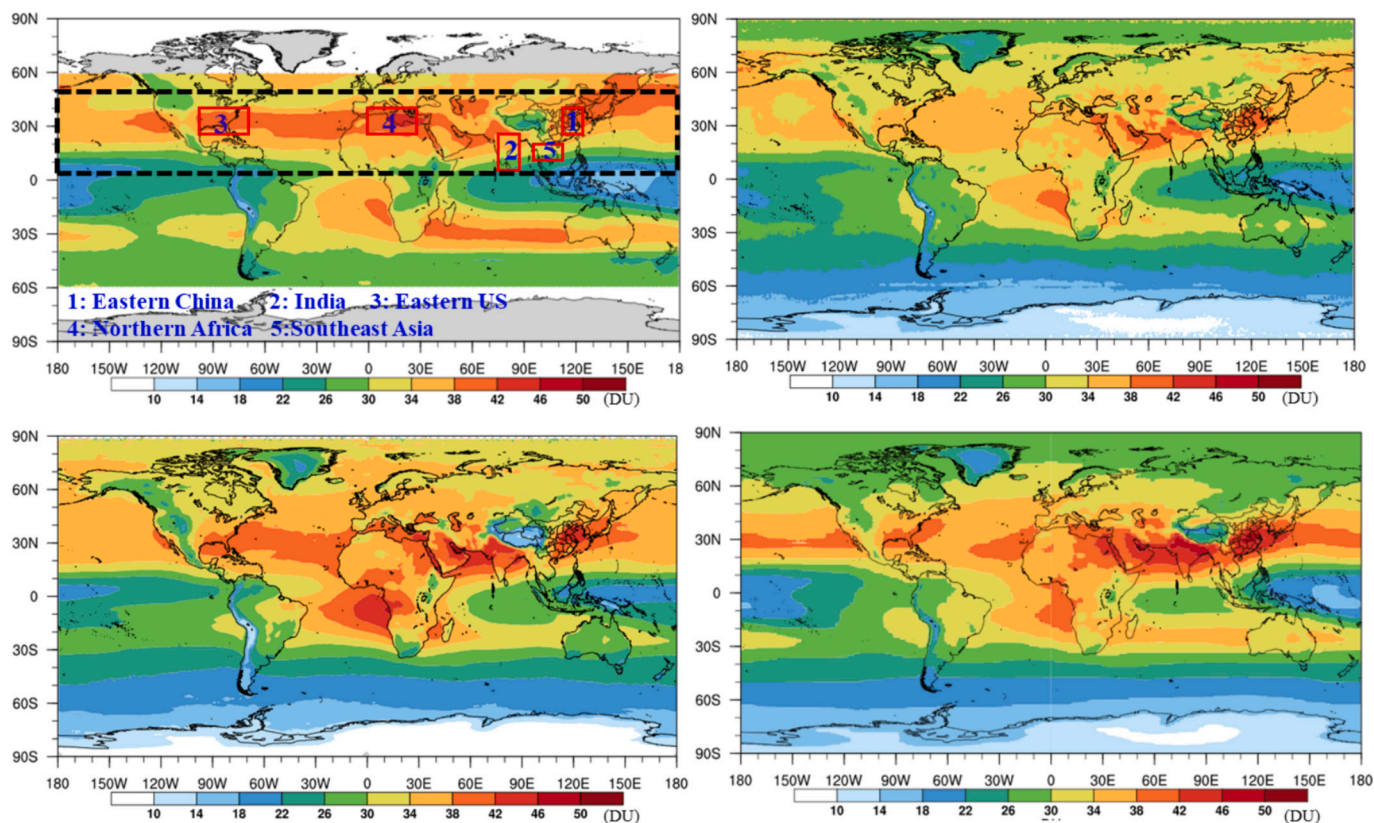 90N
60N
30N
0
30S
60S
90S
3
4
1
2
5
1: Eastern China 2: India 3: Eastern US
4: Northern Africa 5:Southeast Asia
180 150W 120W 90W 60W 30W 0 30E 60E 90E 120E 150E 180
10 14 18 22 26 30 34 38 42 46 50 (DU)
90N
60N
30N
0
30S
60S
90S
180 150W 120W 90W 60W 30W 0 30E 60E 90E 120E 150E 180
10 14 18 22 26 30 34 38 42 46 50 (DU)
90N
60N
30N
0
30S
60S
90S
180 150W 120W 90W 60W 30W 0 30E 60E 90E 120E 150E 180
10 14 18 22 26 30 34 38 42 46 50 (DU)
90N
60N
30N
0
30S
60S
90S
180 150W 120W 90W 60W 30W 0 30E 60E 90E 120E 150E 180
10 14 18 22 26 30 34 38 42 46 50 (DU)